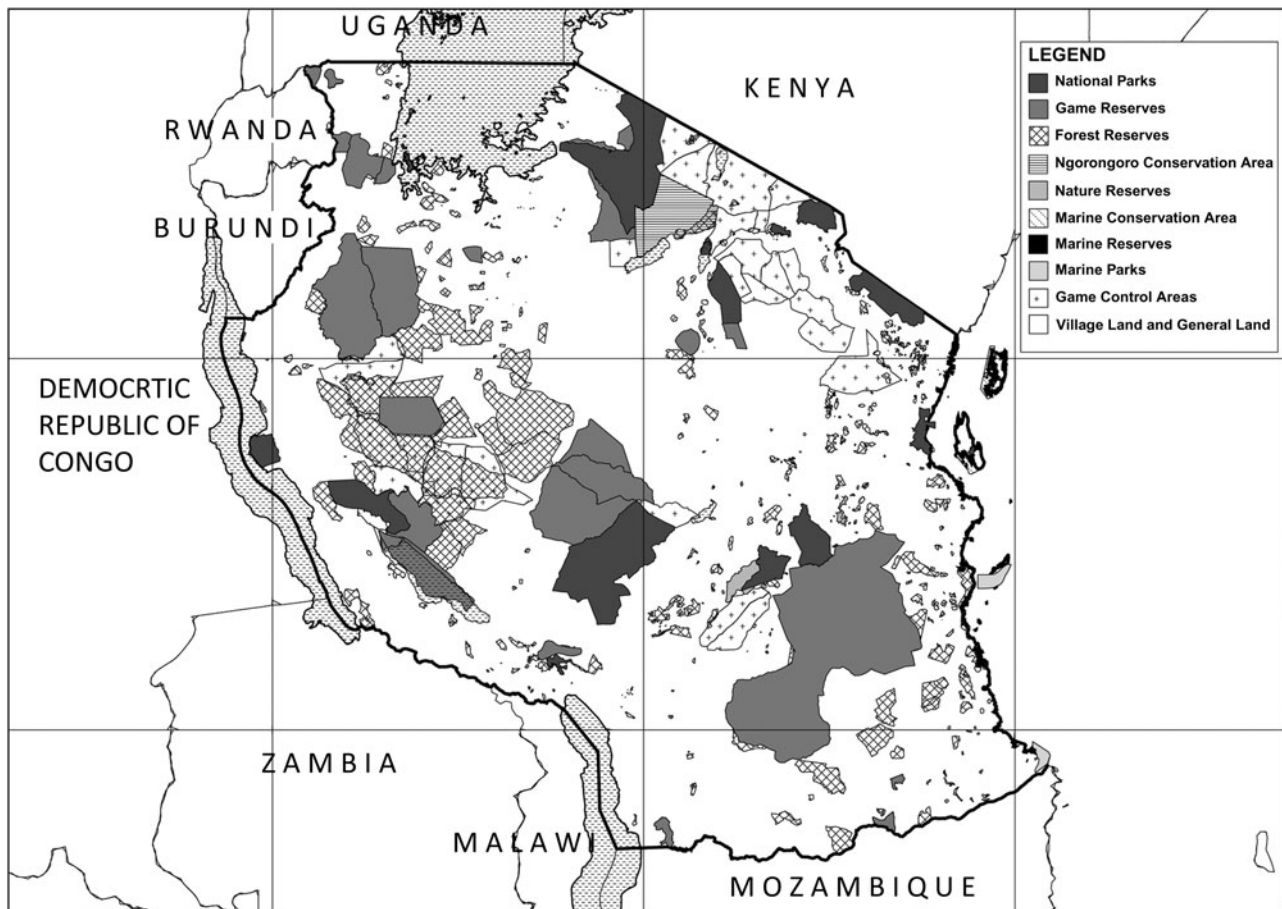 UGANDA
KENYA
RWANDA
BURUNDI
DEMOCRTIC
REPUBLIC OF
CONGO
ZAMBIA
MALAWI
MOZAMBIQUE
LEGEND
National Parks
Game Reserves
Forest Reserves
Ngorongoro Conservation Area
Nature Reserves
Marine Conservation Area
Marine Reserves
Marine Parks
Game Control Areas
Village Land and General Land